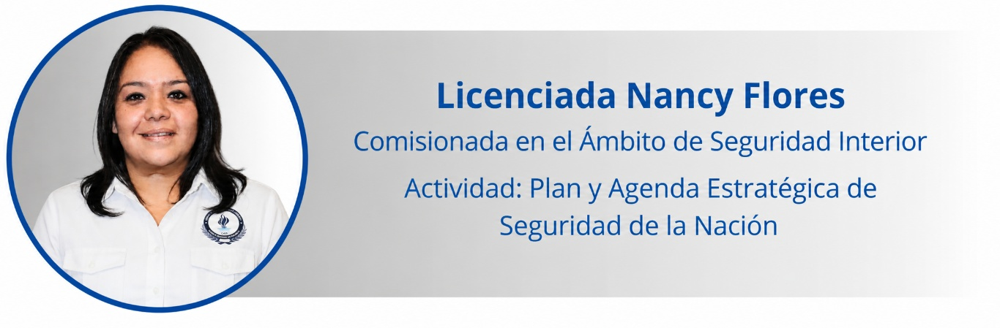 Licenciada Nancy Flores
Comisionada en el Ámbito de Seguridad Interior
Actividad: Plan y Agenda Estratégica de
Seguridad de la Nación